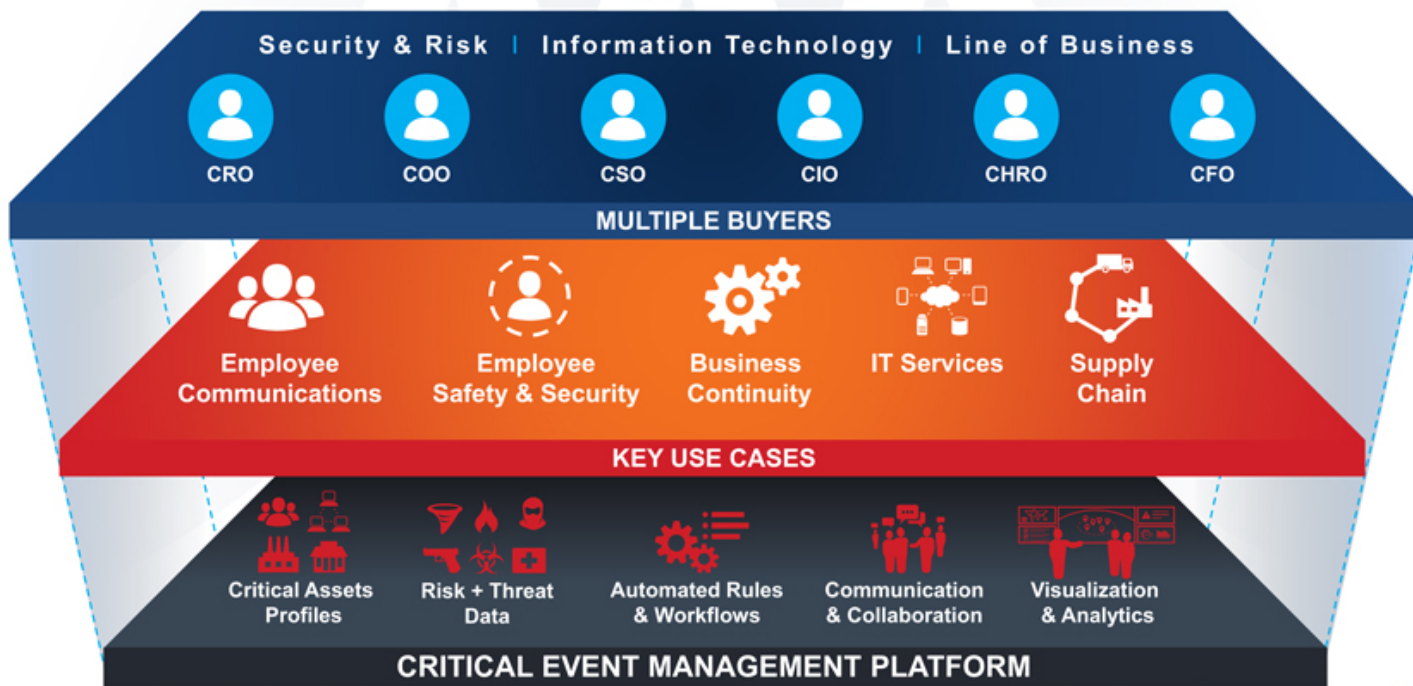 Security & Risk | Information Technology | Line of Business
CRO COO CSO CIO CHRO CFO
MULTIPLE BUYERS
Employee
Communications
Employee
Safety & Security
Business
Continuity
IT Services
Supply
Chain
KEY USE CASES
Critical Assets
Profiles
Risk + Threat
Data
Automated Rules
& Workflows
Communication
& Collaboration
Visualization
& Analytics
CRITICAL EVENT MANAGEMENT PLATFORM